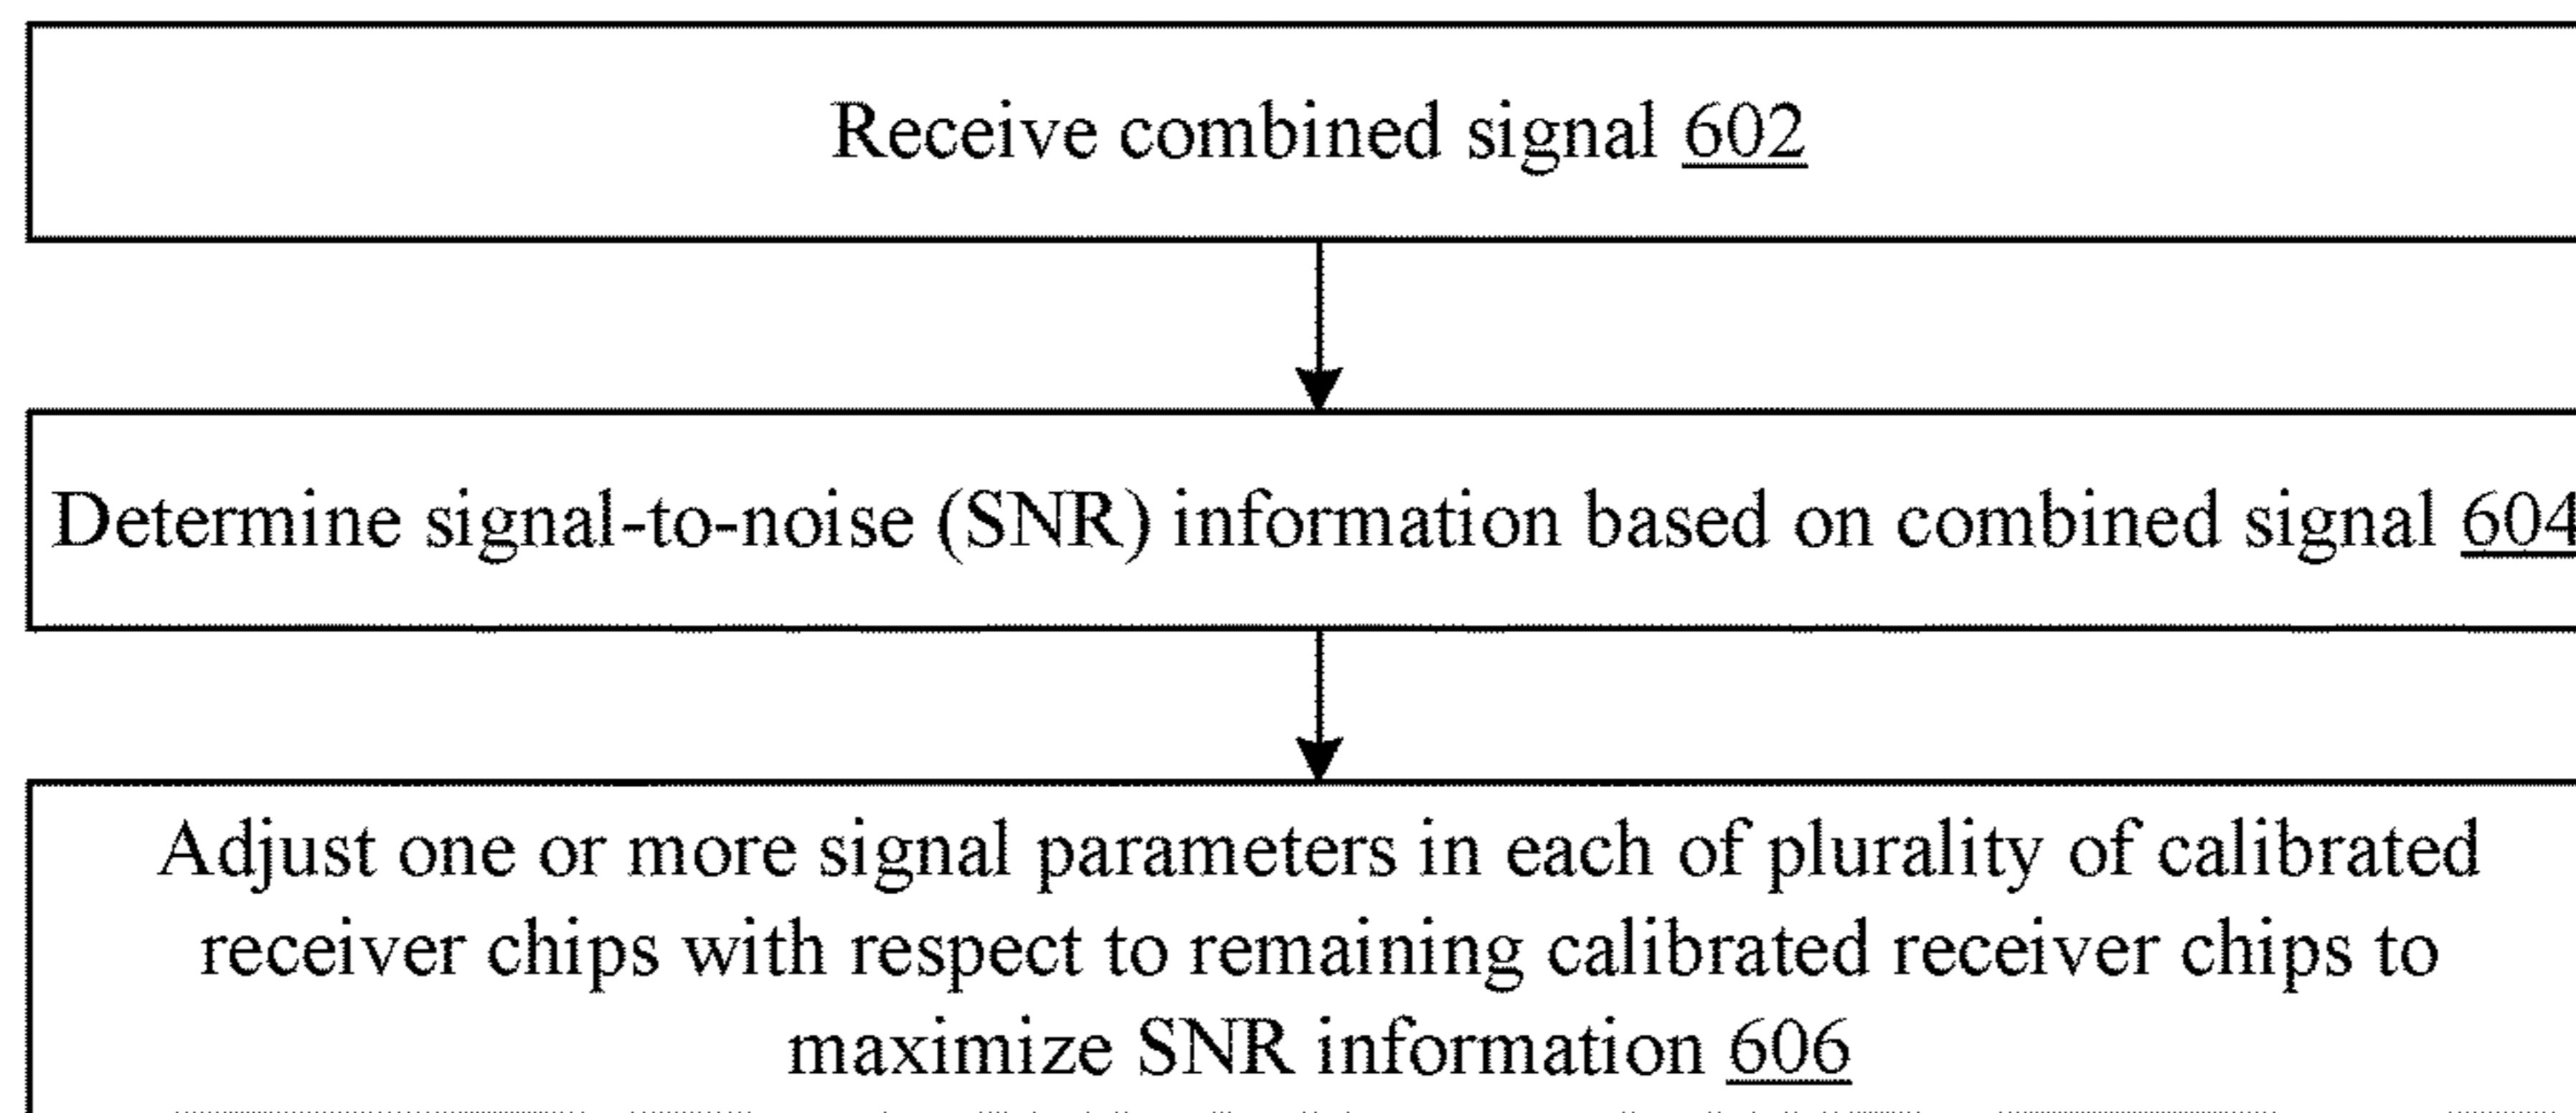 Receive combined signal 602
Determine signal-to-noise (SNR) information based on combined signal 604
Adjust one or more signal parameters in each of plurality of calibrated
receiver chips with respect to remaining calibrated receiver chips to
maximize SNR information 606